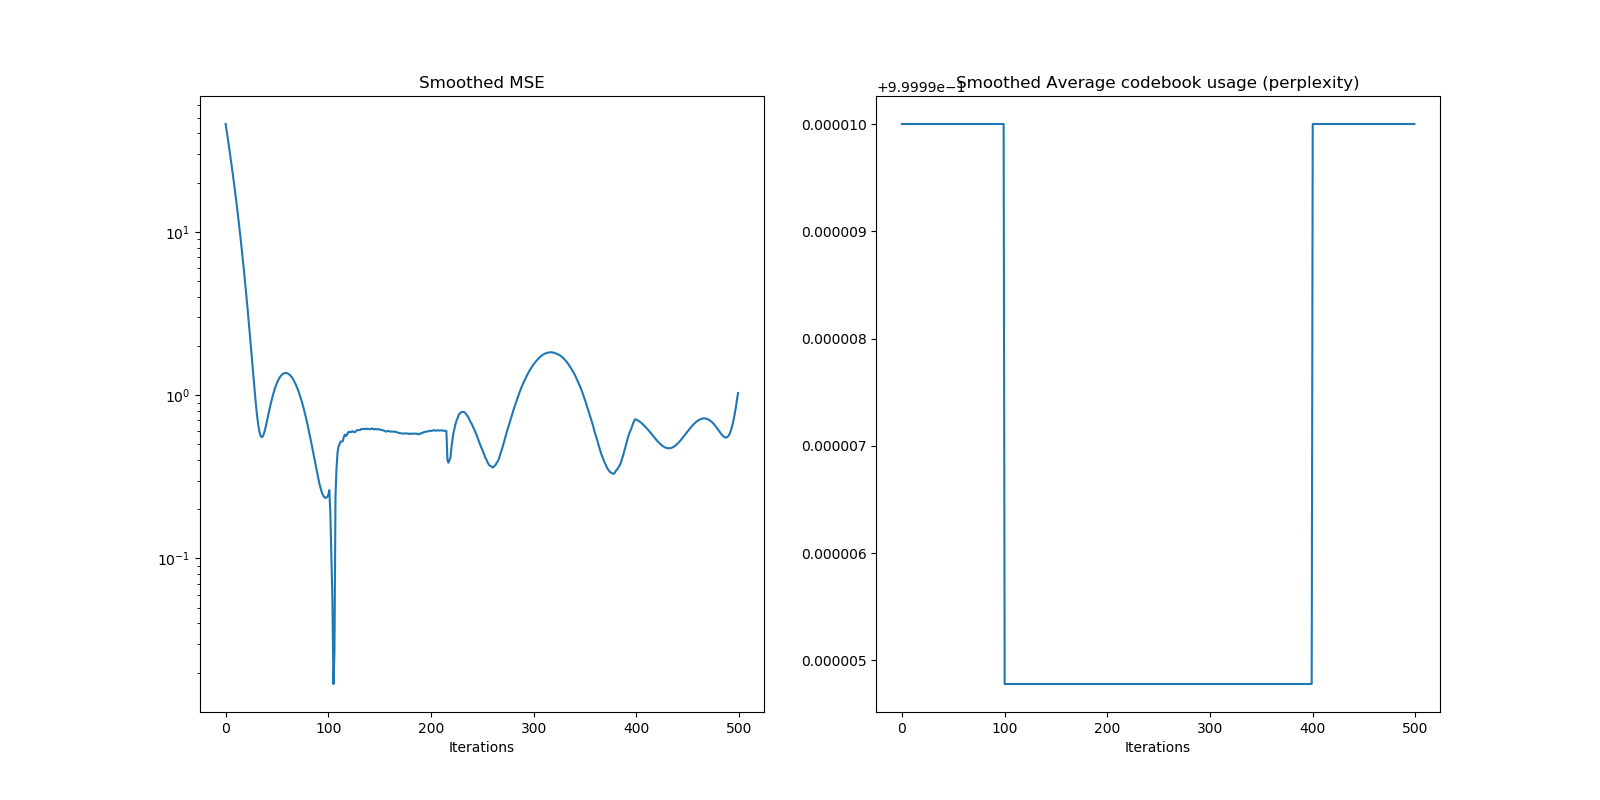 Smoothed MSE
10¹
10⁰
10⁻¹
0 100 200 300 400 500
Iterations
Smoothed Average codebook usage (perplexity)
+9.9999e−1
0.000010
0.000009
0.000008
0.000007
0.000006
0.000005
0 100 200 300 400 500
Iterations